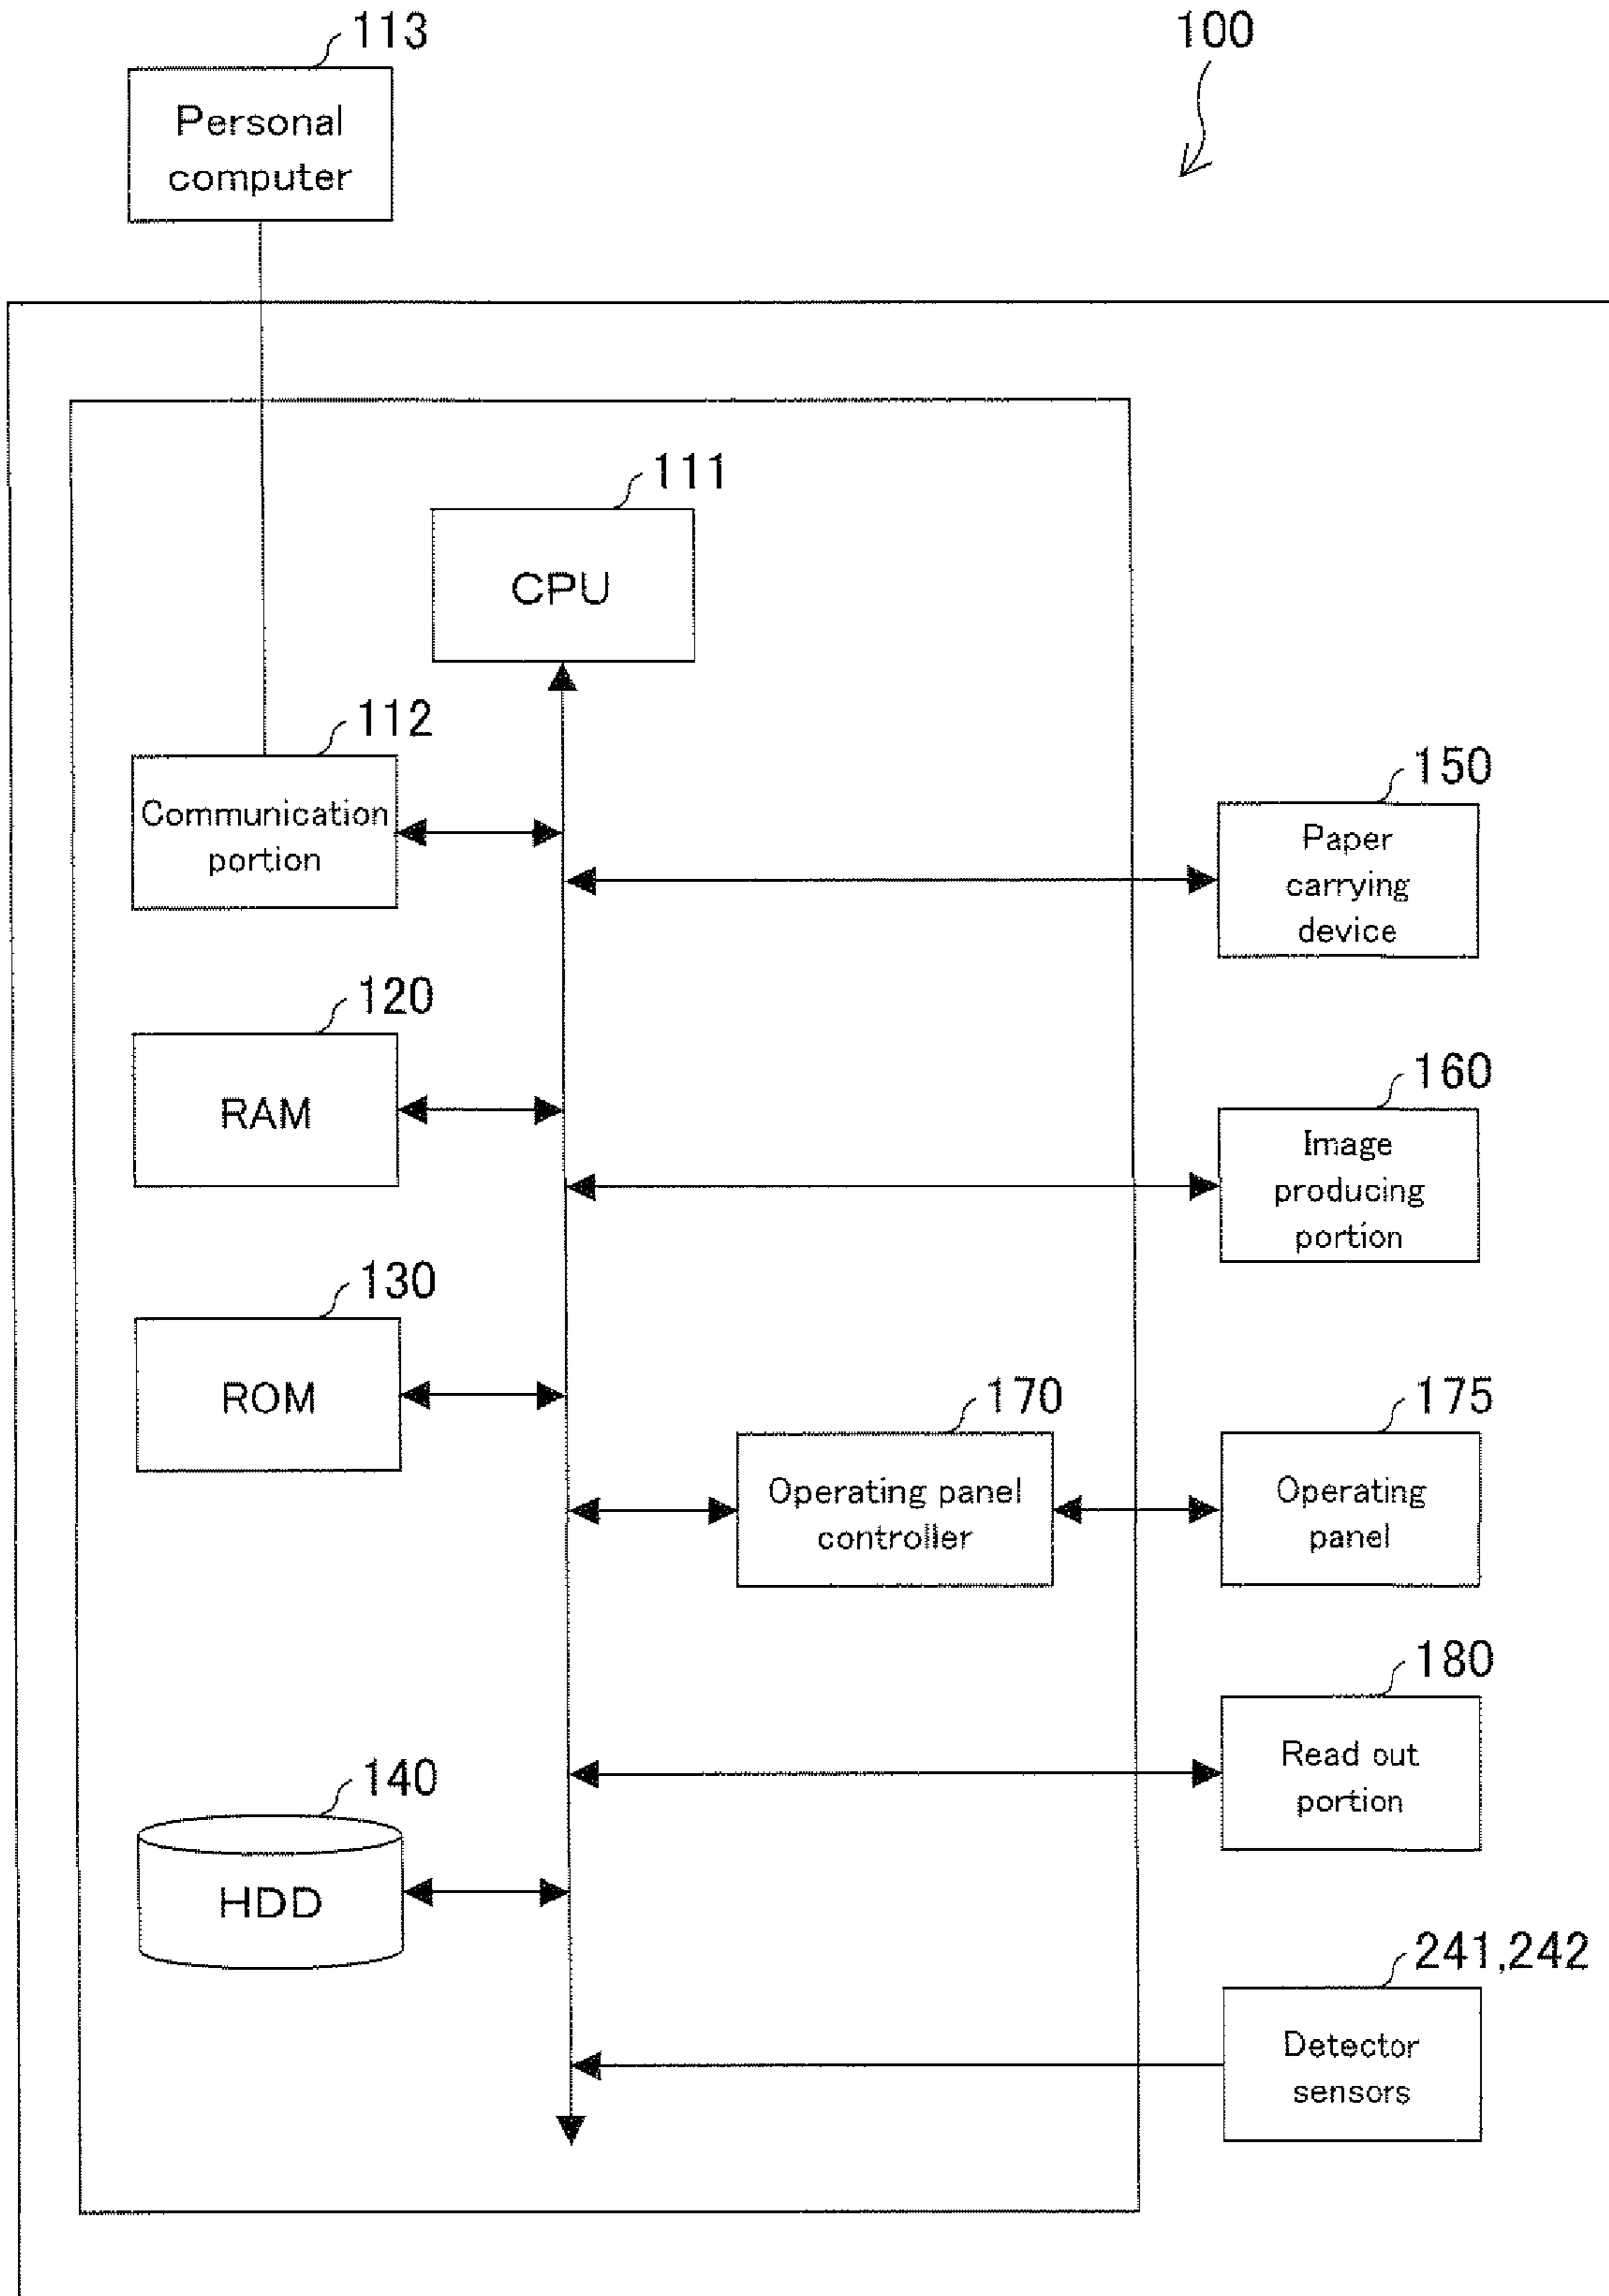 113
100
Personal
computer
111
CPU
112
Communication
portion
150
Paper
carrying
device
120
RAM
160
Image
producing
portion
130
ROM
170
Operating panel
controller
175
Operating
panel
180
Read out
portion
140
HDD
241,242
Detector
sensors